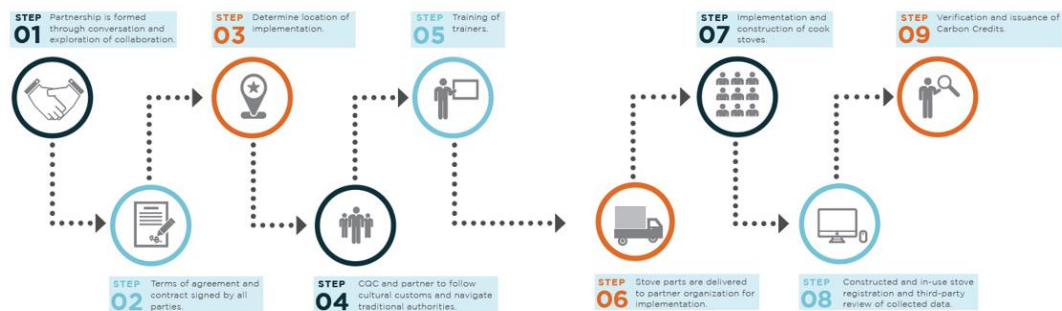 STEP
01
Partnership is formed
through conversation and
exploration of collaboration.
STEP
02
Terms of agreement and
contract signed by all
parties.
STEP
03
Determine location of
implementation.
STEP
04
CQC and partner to follow
cultural customs and navigate
traditional authorities.
STEP
05
Training of
trainers.
STEP
06
Stove parts are delivered
to partner organization for
implementation.
STEP
07
Implementation and
construction of cook
stoves.
STEP
08
Constructed and in-use stove
registration and third-party
review of collected data.
STEP
09
Verification and issuance of
Carbon Credits.